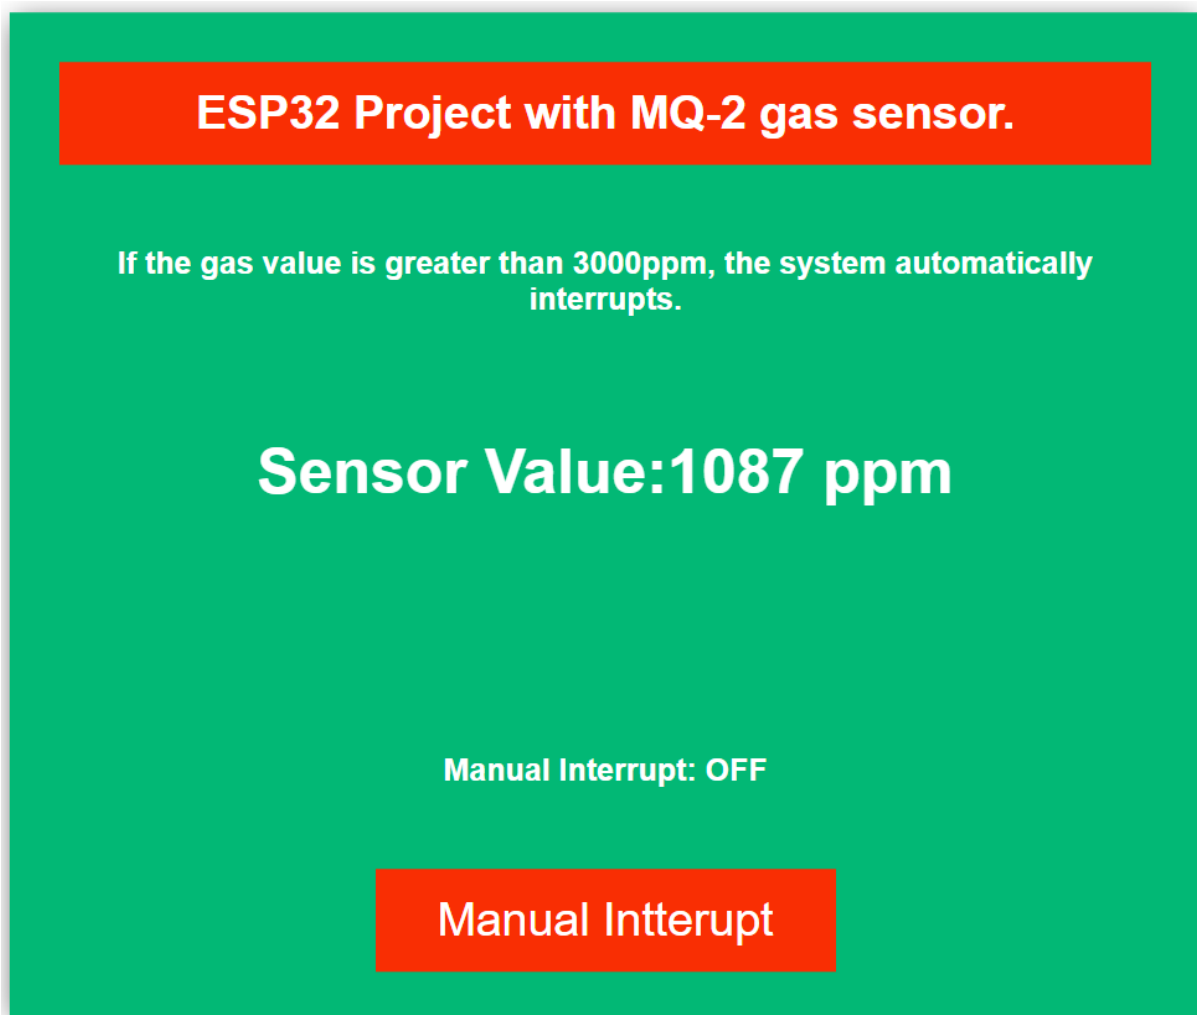 ESP32 Project with MQ-2 gas sensor.
If the gas value is greater than 3000ppm, the system automatically
interrupts.
Sensor Value:1087 ppm
Manual Interrupt: OFF
Manual Intterupt